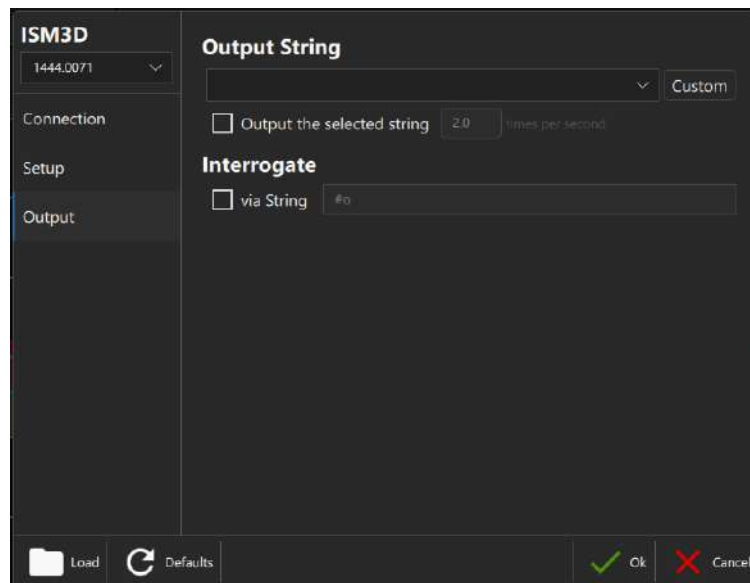 ISM3D
1444.0071
Connection
Setup
Output
Output String
Custom
Output the selected string 2.0 times per second
Interrogate
via String #o
Load
Defaults
Ok
Cancel